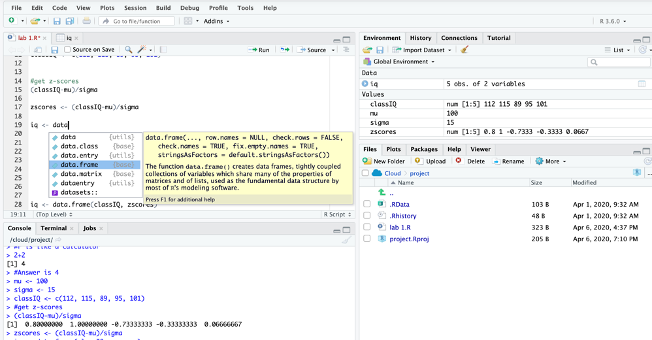 File Edit Code View Plots Session Build Debug Profile Tools Help
Go to file/function
Addins
R 3.6.0
lab 1.R*
iq
Source on Save
Run
Source
13
14 #get z-scores
15 (classIQ-mu)/sigma
16
17 zscores <- (classIQ-mu)/sigma
18
19 iq <- data
20 data {utils}
21 data.class {base}
22 data.entry {utils}
23 data.frame {base}
24 data.matrix {base}
25 dataentry {utils}
26 datasets::
data.frame(..., row.names = NULL, check.rows = FALSE,
check.names = TRUE, fix.empty.names = TRUE,
stringsAsFactors = default.stringsAsFactors())
The function data.frame() creates data frames, tightly coupled
collections of variables which share many of the properties of
matrices and of lists, used as the fundamental data structure by
most of R's modeling software.
Press F1 for additional help
27
28 iq <- data.frame(classIQ, zscores)
19:11 (Top Level) R Script
Console Terminal Jobs
/cloud/project/
> 2+2
[1] 4
> #Answer is 4
> mu <- 100
> sigma <- 15
> classIQ <- c(112, 115, 89, 95, 101)
> #get z-scores
> (classIQ-mu)/sigma
[1] 0.80000000 1.00000000 -0.73333333 -0.33333333 0.06666667
> zscores <- (classIQ-mu)/sigma
Environment History Connections Tutorial
Import Dataset
List
Global Environment
Data
iq 5 obs. of 2 variables
Values
classIQ num [1:5] 112 115 89 95 101
mu 100
sigma 15
zscores num [1:5] 0.8 1 -0.7333 -0.3333 0.0667
Files Plots Packages Help Viewer
New Folder Upload Delete Rename More
Cloud project
Name Size Modified
..
.RData 103 B Apr 1, 2020, 9:32 AM
.Rhistory 48 B Apr 1, 2020, 9:32 AM
lab 1.R 323 B Apr 6, 2020, 4:37 PM
project.Rproj 205 B Apr 6, 2020, 7:10 PM